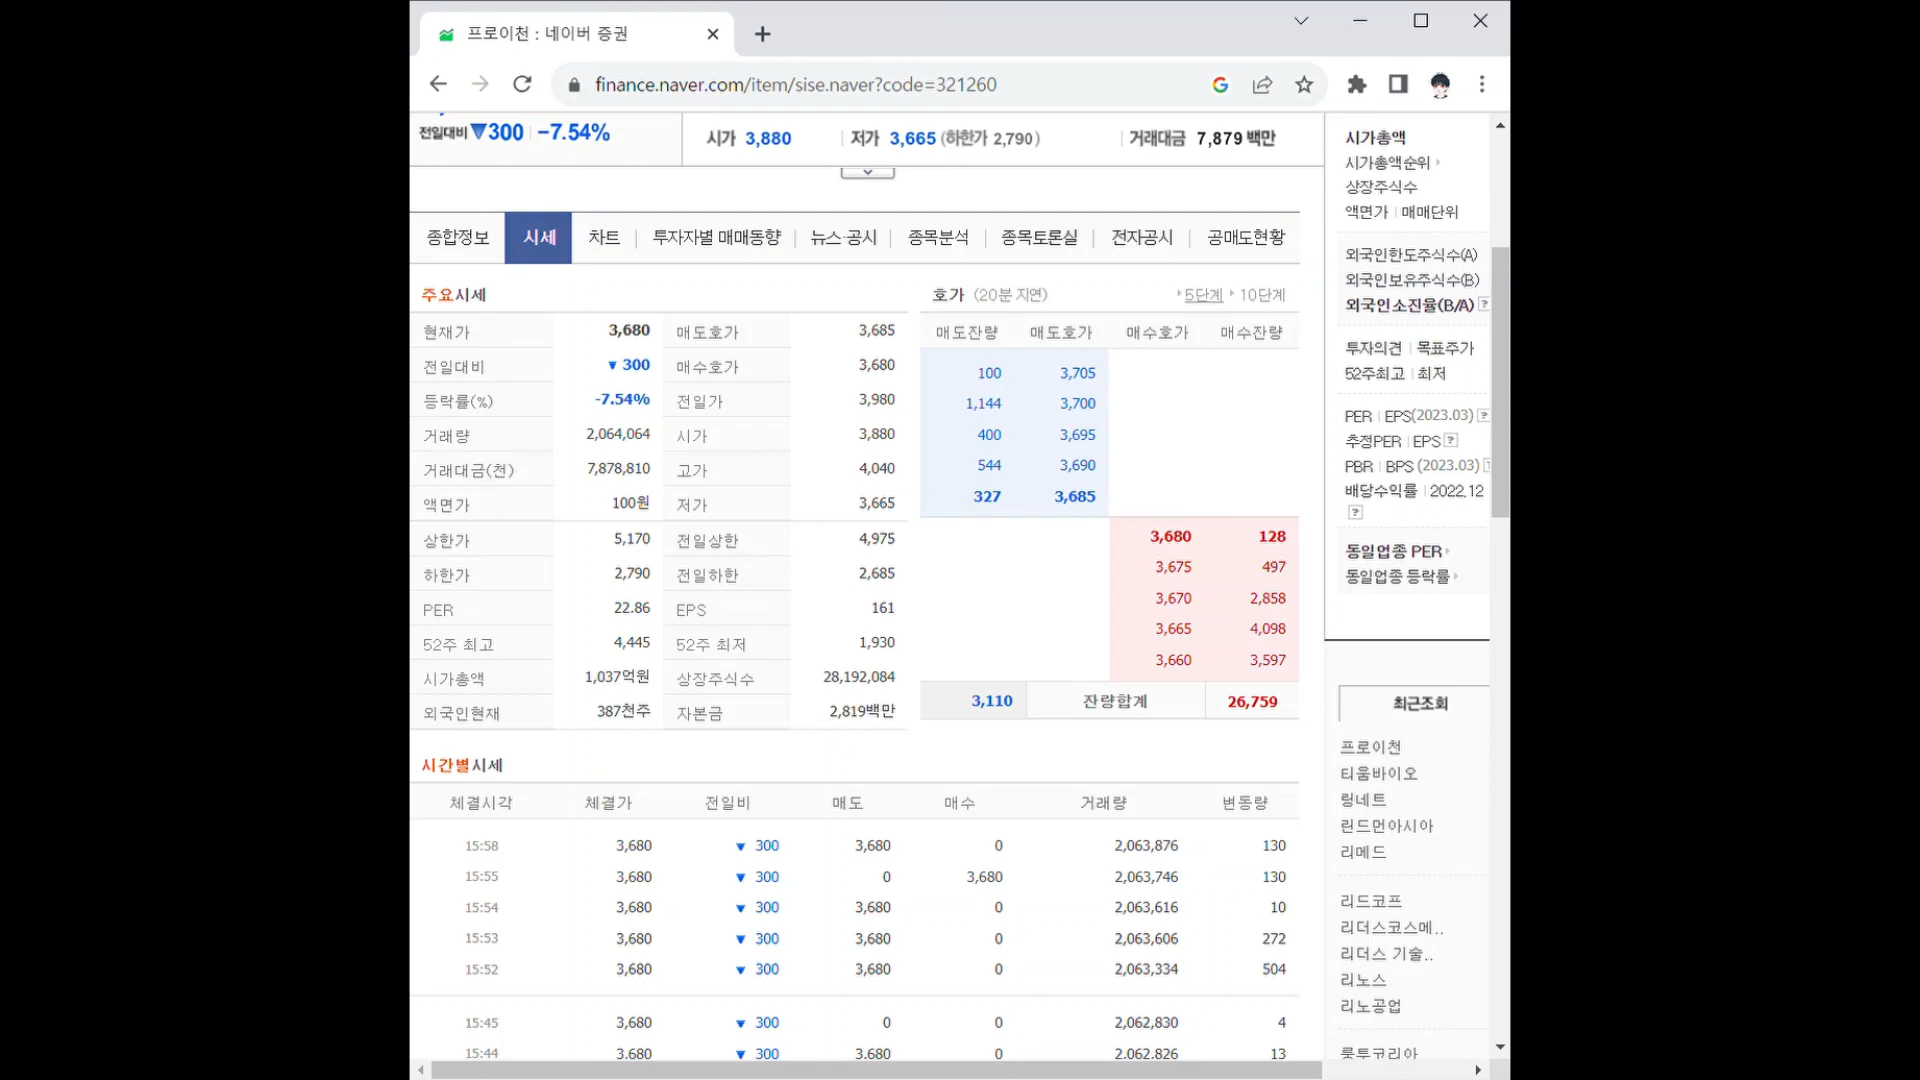 프로이천 : 네이버 증권
finance.naver.com/item/sise.naver?code=321260
전일대비 ▼300 -7.54%
시가 3,880 저가 3,665 (하한가 2,790) 거래대금 7,879 백만
종합정보 시세 차트 투자자별 매매동향 뉴스·공시 종목분석 종목토론실 전자공시 공매도현황
주요시세
현재가 3,680 매도호가 3,685
전일대비 ▼ 300 매수호가 3,680
등락률(%) -7.54% 전일가 3,980
거래량 2,064,064 시가 3,880
거래대금(천) 7,878,810 고가 4,040
액면가 100원 저가 3,665
상한가 5,170 전일상한 4,975
하한가 2,790 전일하한 2,685
PER 22.86 EPS 161
52주 최고 4,445 52주 최저 1,930
시가총액 1,037억원 상장주식수 28,192,084
외국인현재 387천주 자본금 2,819백만
호가 (20분 지연) 5단계 10단계
매도잔량 매도호가 매수호가 매수잔량
100 3,705
1,144 3,700
400 3,695
544 3,690
327 3,685
3,680 128
3,675 497
3,670 2,858
3,665 4,098
3,660 3,597
3,110 잔량합계 26,759
시간별시세
체결시각 체결가 전일비 매도 매수 거래량 변동량
15:58 3,680 ▼ 300 3,680 0 2,063,876 130
15:55 3,680 ▼ 300 0 3,680 2,063,746 130
15:54 3,680 ▼ 300 3,680 0 2,063,616 10
15:53 3,680 ▼ 300 3,680 0 2,063,606 272
15:52 3,680 ▼ 300 3,680 0 2,063,334 504
15:45 3,680 ▼ 300 0 0 2,062,830 4
15:44 3,680 ▼ 300 3,680 0 2,062,826 13
시가총액
시가총액순위
상장주식수
액면가 | 매매단위
외국인한도주식수(A)
외국인보유주식수(B)
외국인소진율(B/A) ?
투자의견 | 목표주가
52주최고 | 최저
PER | EPS(2023.03) ?
추정PER | EPS ?
PBR | BPS (2023.03) ?
배당수익률 | 2022.12
?
동일업종 PER
동일업종 등락률
최근조회
프로이천
티움바이오
링네트
린드먼아시아
리메드
리드코프
리더스코스메..
리더스 기술..
리노스
리노공업
룽투코리아